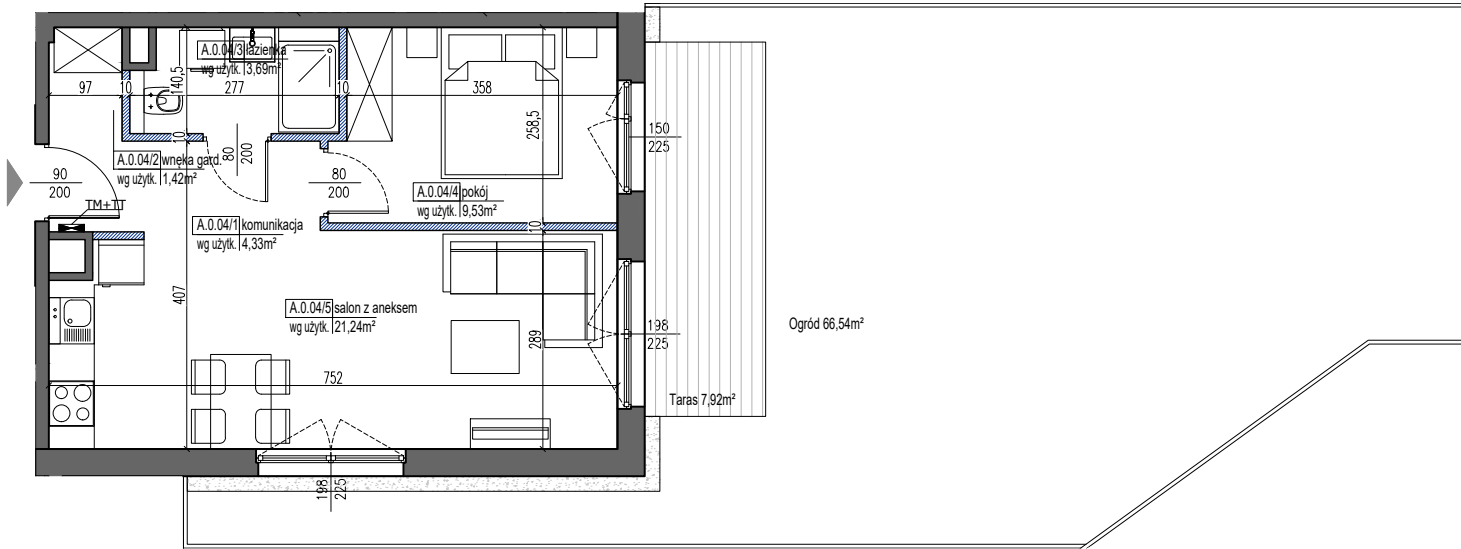 A.0.04/3 łazienka
wg użytk. 3,69m²
97
10
140,5
277
10
358
258,5
150
225
10
80
200
A.0.04/2 wnęka gard.
wg użytk. 1,42m²
90
200
80
200
A.0.04/4 pokój
wg użytk. 9,53m²
TM+TT
A.0.04/1 komunikacja
wg użytk. 4,33m²
10
407
A.0.04/5 salon z aneksem
wg użytk. 21,24m²
289
198
225
Ogród 66,54m²
752
Taras 7,92m²
198
225